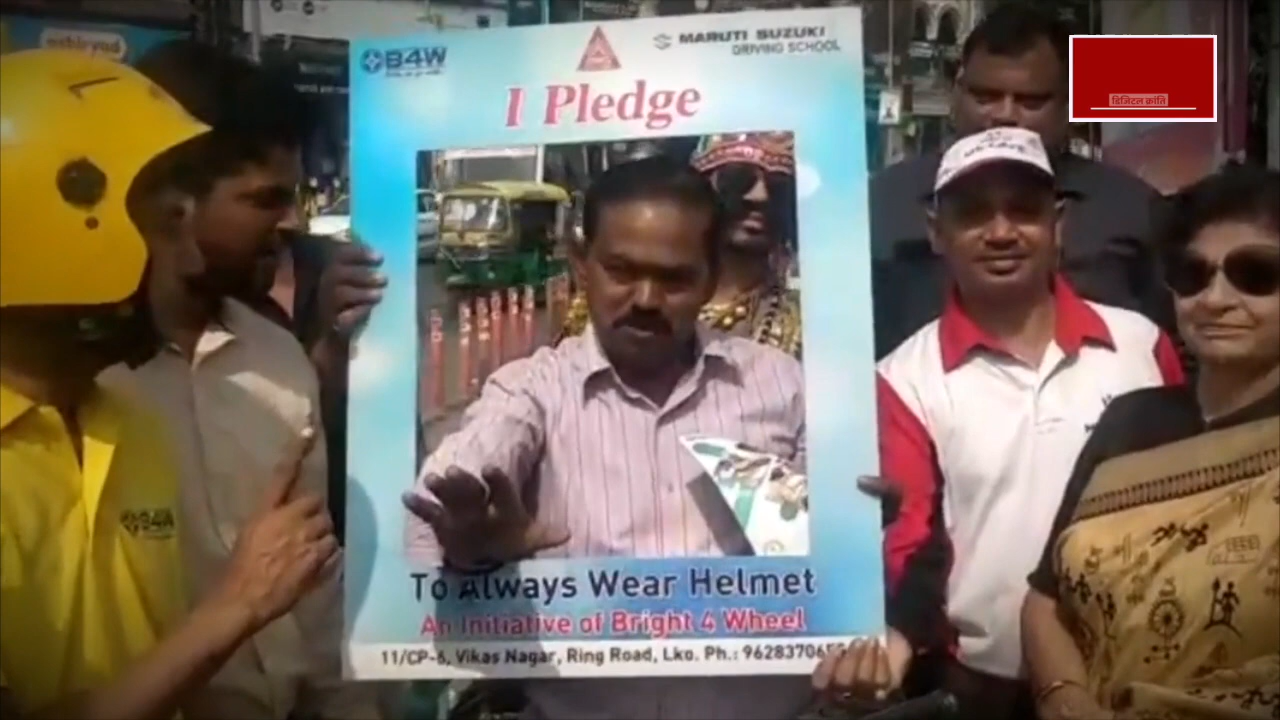 B4W
MARUTI SUZUKI
DRIVING SCHOOL
I Pledge
To Always Wear Helmet
An Initiative of Bright 4 Wheel
11/CP-6, Vikas Nagar, Ring Road, Lko. Ph.:
B4W
डिजिटल क्रांति